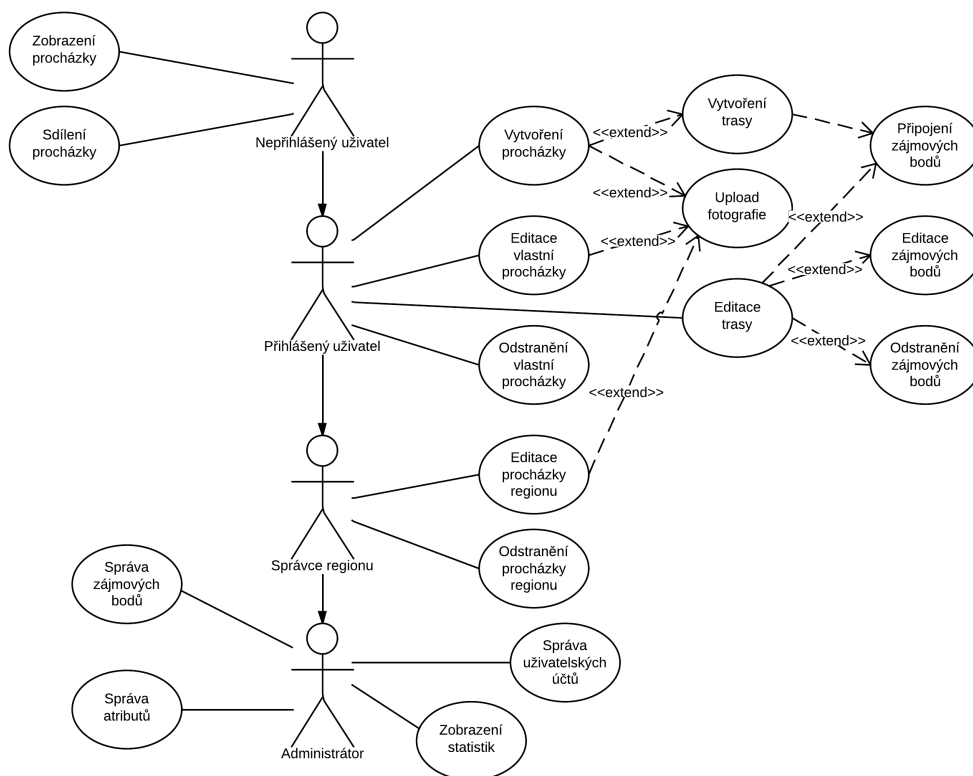 Zobrazení
procházky
Sdílení
procházky
Nepřihlášený uživatel
Vytvoření
procházky
<<extend>>
Vytvoření
trasy
Připojení
zájmových
bodů
<<extend>>
Upload
fotografie
<<extend>>
Editace
vlastní
procházky
<<extend>>
Editace
zájmových
bodů
<<extend>>
Editace
trasy
Přihlášený uživatel
Odstranění
vlastní
procházky
<<extend>>
Odstranění
zájmových
bodů
<<extend>>
Editace
procházky
regionu
Správce regionu
Odstranění
procházky
regionu
Správa
zájmových
bodů
Správa
uživatelských
účtů
Správa
atributů
Zobrazení
statistik
Administrátor